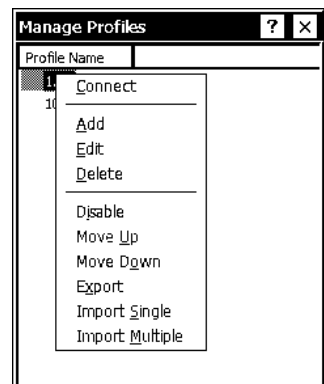 Manage Profiles ? X
Profile Name
Connect
Add
Edit
Delete
Disable
Move Up
Move Down
Export
Import Single
Import Multiple